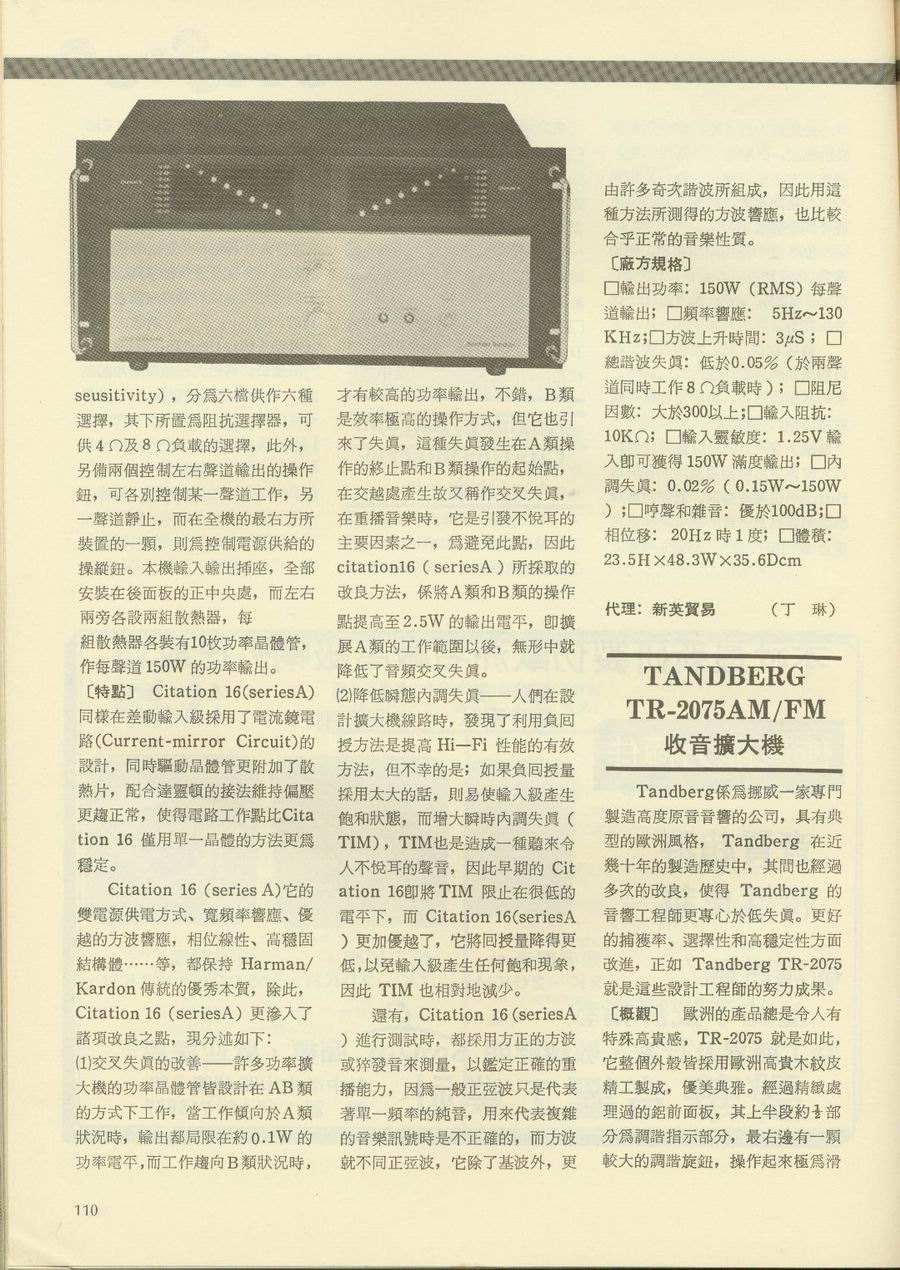 seusitivity) , 分爲六檔供作六種
選擇，其下所置爲阻抗選擇器，可
供 4 Ω及 8 Ω負載的選擇，此外，
另備兩個控制左右聲道輸出的操作
鈕，可各別控制某一聲道工作，另
一聲道靜止，而在全機的最右方所
裝置的一顆，則爲控制電源供給的
操縱鈕。本機輸入輸出揷座，全部
安裝在後面板的正中央處，而左右
兩旁各設兩組散熱器，每
組散熱器各裝有10枚功率晶體管，
作每聲道 150W 的功率輸出。
〔特點〕 Citation 16(seriesA)
同樣在差動輸入級採用了電流鏡電
路(Current-mirror Circuit)的
設計，同時驅動晶體管更附加了散
熱片，配合達靈頓的接法維持偏壓
更趨正常，使得電路工作點比Cita
tion 16 僅用單一晶體的方法更爲
穩定。
Citation 16 (series A)它的
雙電源供電方式、寬頻率響應、優
越的方波響應，相位線性、高穩固
結構體……等，都保持 Harman/
Kardon 傳統的優秀本質，除此，
Citation 16 (seriesA) 更滲入了
諸項改良之點，現分述如下：
(1)交叉失眞的改善——許多功率擴
大機的功率晶體管皆設計在 AB 類
的方式下工作，當工作傾向於A類
狀況時，輸出都局限在約 0.1W 的
功率電平，而工作趨向B類狀況時，
才有較高的功率輸出，不錯，B類
是效率極高的操作方式，但它也引
來了失眞，這種失眞發生在A類操
作的終止點和B類操作的起始點，
在交越處產生故又稱作交叉失眞，
在重播音樂時，它是引發不悅耳的
主要因素之一，爲避免此點，因此
citation16 ( seriesA ) 所採取的
改良方法，係將A類和B類的操作
點提高至 2.5W 的輸出電平，卽擴
展A類的工作範圍以後，無形中就
降低了音頻交叉失眞。
(2)降低瞬態內調失眞——人們在設
計擴大機線路時，發現了利用負囘
授方法是提高 Hi—Fi 性能的有效
方法，但不幸的是；如果負囘授量
採用太大的話，則易使輸入級產生
飽和狀態，而增大瞬時內調失眞 (
TIM)，TIM也是造成一種聽來令
人不悅耳的聲音，因此早期的 Cit
ation 16卽將 TIM 限止在很低的
電平下，而 Citation 16(seriesA
) 更加優越了，它將囘授量降得更
低，以免輸入級產生任何飽和現象，
因此 TIM 也相對地減少。
還有，Citation 16 (seriesA
) 進行測試時，都採用方正的方波
或猝發音來測量，以鑑定正確的重
播能力，因爲一般正弦波只是代表
著單一頻率的純音，用來代表複雜
的音樂訊號時是不正確的，而方波
就不同正弦波，它除了基波外，更
由許多奇次諧波所組成，因此用這
種方法所測得的方波響應，也比較
合乎正常的音樂性質。
〔廠方規格〕
□輸出功率：150W (RMS) 每聲
道輸出；□頻率響應： 5Hz～130
KHz;□方波上升時間：3μS；□
總諧波失眞：低於0.05% (於兩聲
道同時工作 8 Ω負載時)；□阻尼
因數：大於300以上;□輸入阻抗：
10KΩ；□輸入靈敏度：1.25V 輸
入卽可獲得 150W 滿度輸出；□內
調失眞：0.02% ( 0.15W～150W
) ;□哼聲和雜音：優於100dB;□
相位移： 20Hz 時 1 度；□體積：
23.5H×48.3W×35.6Dcm
代理：新英貿易 （丁 琳）
TANDBERG
TR-2075AM/FM
收音擴大機
Tandberg係爲挪威一家專門
製造高度原音音響的公司，具有典
型的歐洲風格， Tandberg 在近
幾十年的製造歷史中，其間也經過
多次的改良，使得 Tandberg 的
音響工程師更專心於低失眞。更好
的捕獲率、選擇性和高穩定性方面
改進，正如 Tandberg TR-2075
就是這些設計工程師的努力成果。
〔概觀〕 歐洲的產品總是令人有
特殊高貴感，TR-2075 就是如此，
它整個外殼皆採用歐洲高貴木紋皮
精工製成，優美典雅。經過精緻處
理過的鋁前面板，其上半段約 部
分爲調諧指示部分，最右邊有一顆
較大的調諧旋鈕，操作起來極爲滑
110